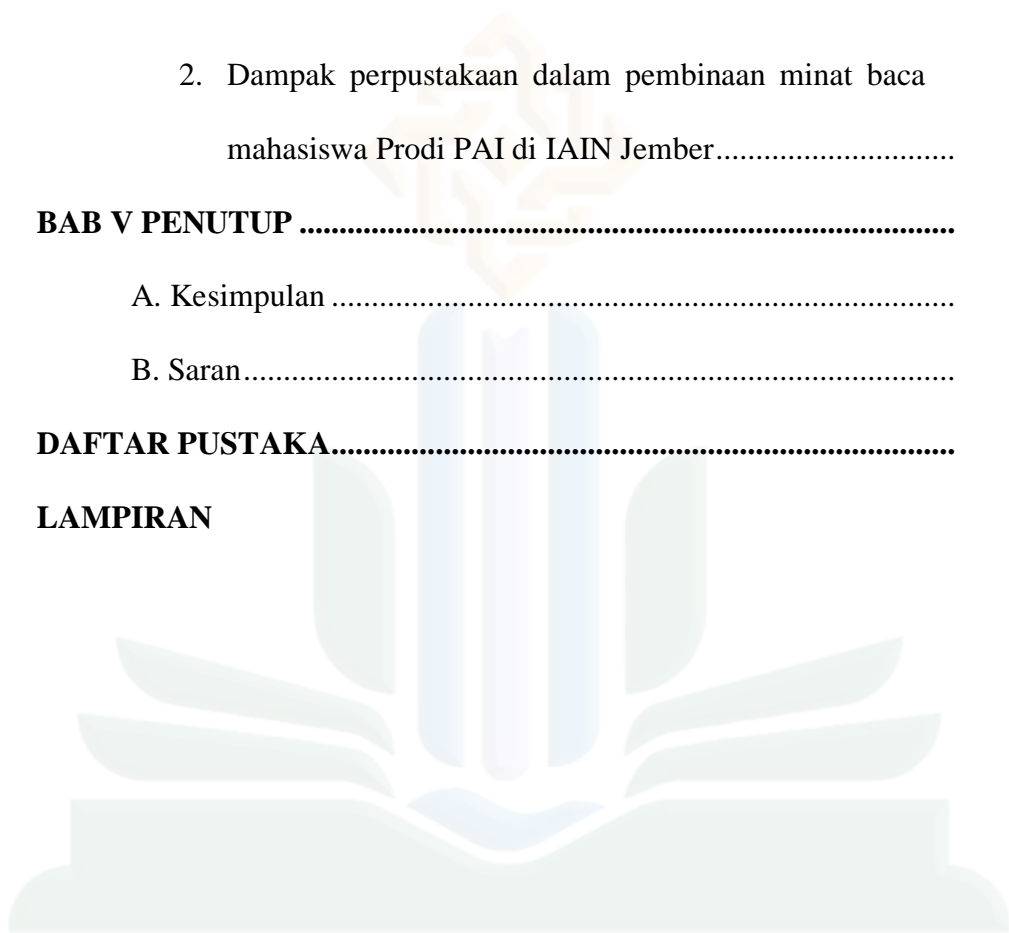 2. Dampak perpustakaan dalam pembinaan minat baca
mahasiswa Prodi PAI di IAIN Jember..............................
BAB V PENUTUP ..................................................................................
A. Kesimpulan ..............................................................................
B. Saran.........................................................................................
DAFTAR PUSTAKA..............................................................................
LAMPIRAN